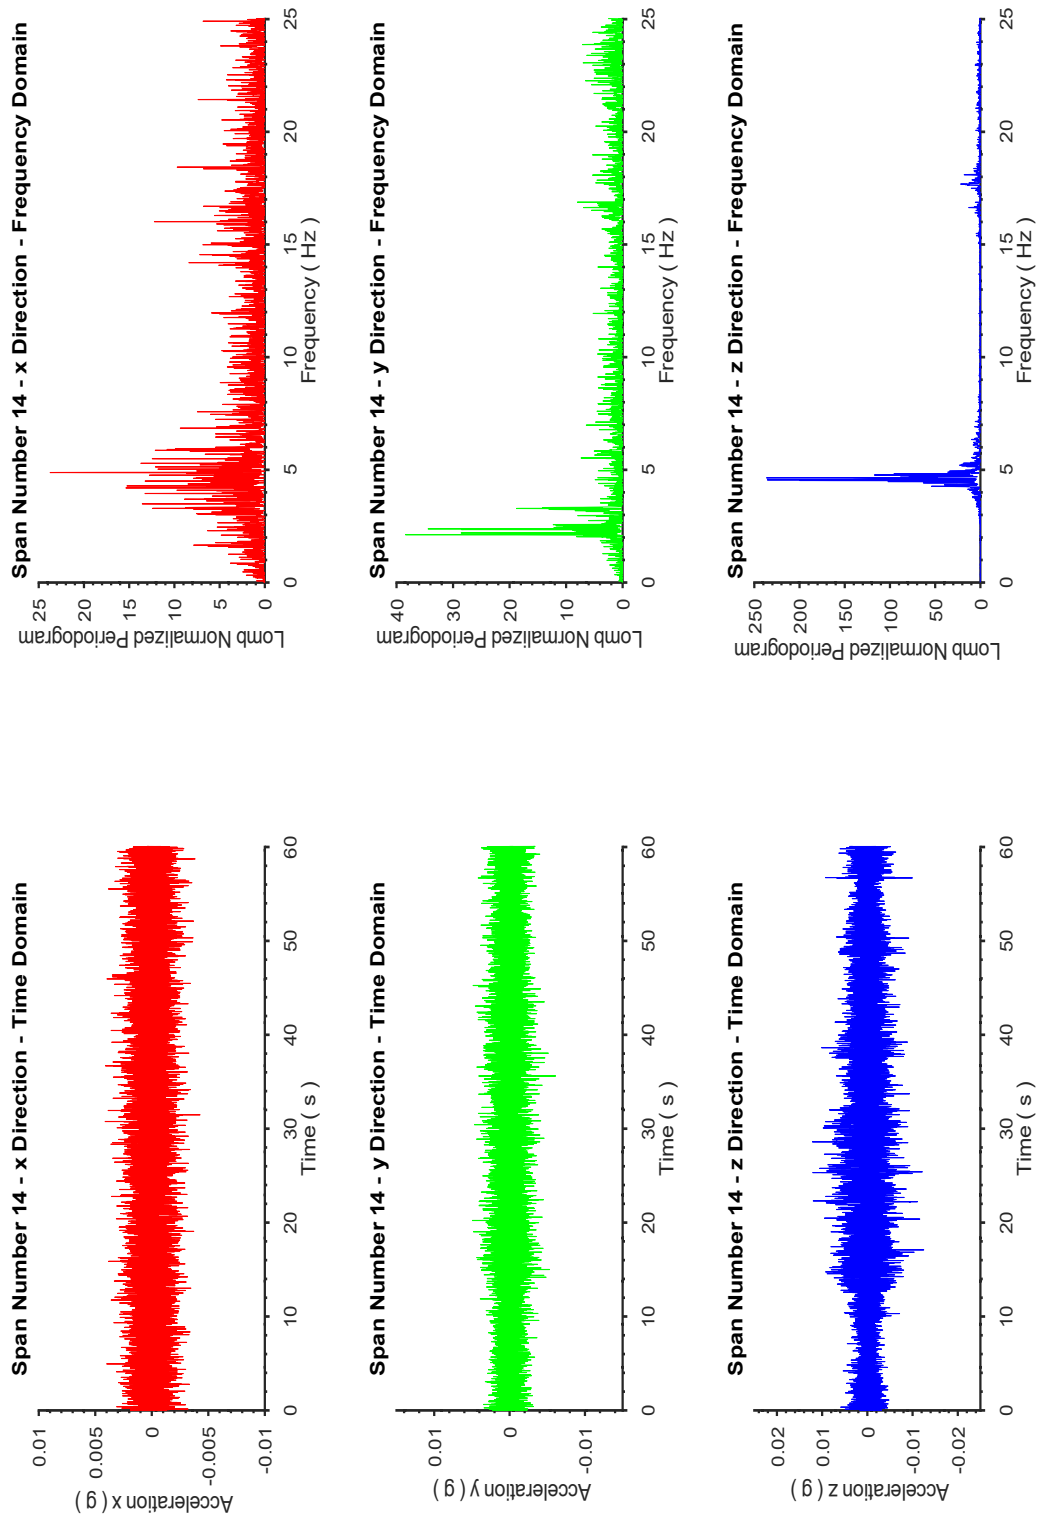 Span Number 14 - x Direction - Time Domain
0.01
0.005
0
-0.005
-0.01
Acceleration x ( g )
0 10 20 30 40 50 60
Time ( s )
Span Number 14 - x Direction - Frequency Domain
25
20
15
10
5
0
Lomb Normalized Periodogram
0 5 10 15 20 25
Frequency ( Hz )
Span Number 14 - y Direction - Time Domain
0.01
0
-0.01
Acceleration y ( g )
0 10 20 30 40 50 60
Time ( s )
Span Number 14 - y Direction - Frequency Domain
40
30
20
10
0
Lomb Normalized Periodogram
0 5 10 15 20 25
Frequency ( Hz )
Span Number 14 - z Direction - Time Domain
0.02
0.01
0
-0.01
-0.02
Acceleration z ( g )
0 10 20 30 40 50 60
Time ( s )
Span Number 14 - z Direction - Frequency Domain
250
200
150
100
50
0
Lomb Normalized Periodogram
0 5 10 15 20 25
Frequency ( Hz )